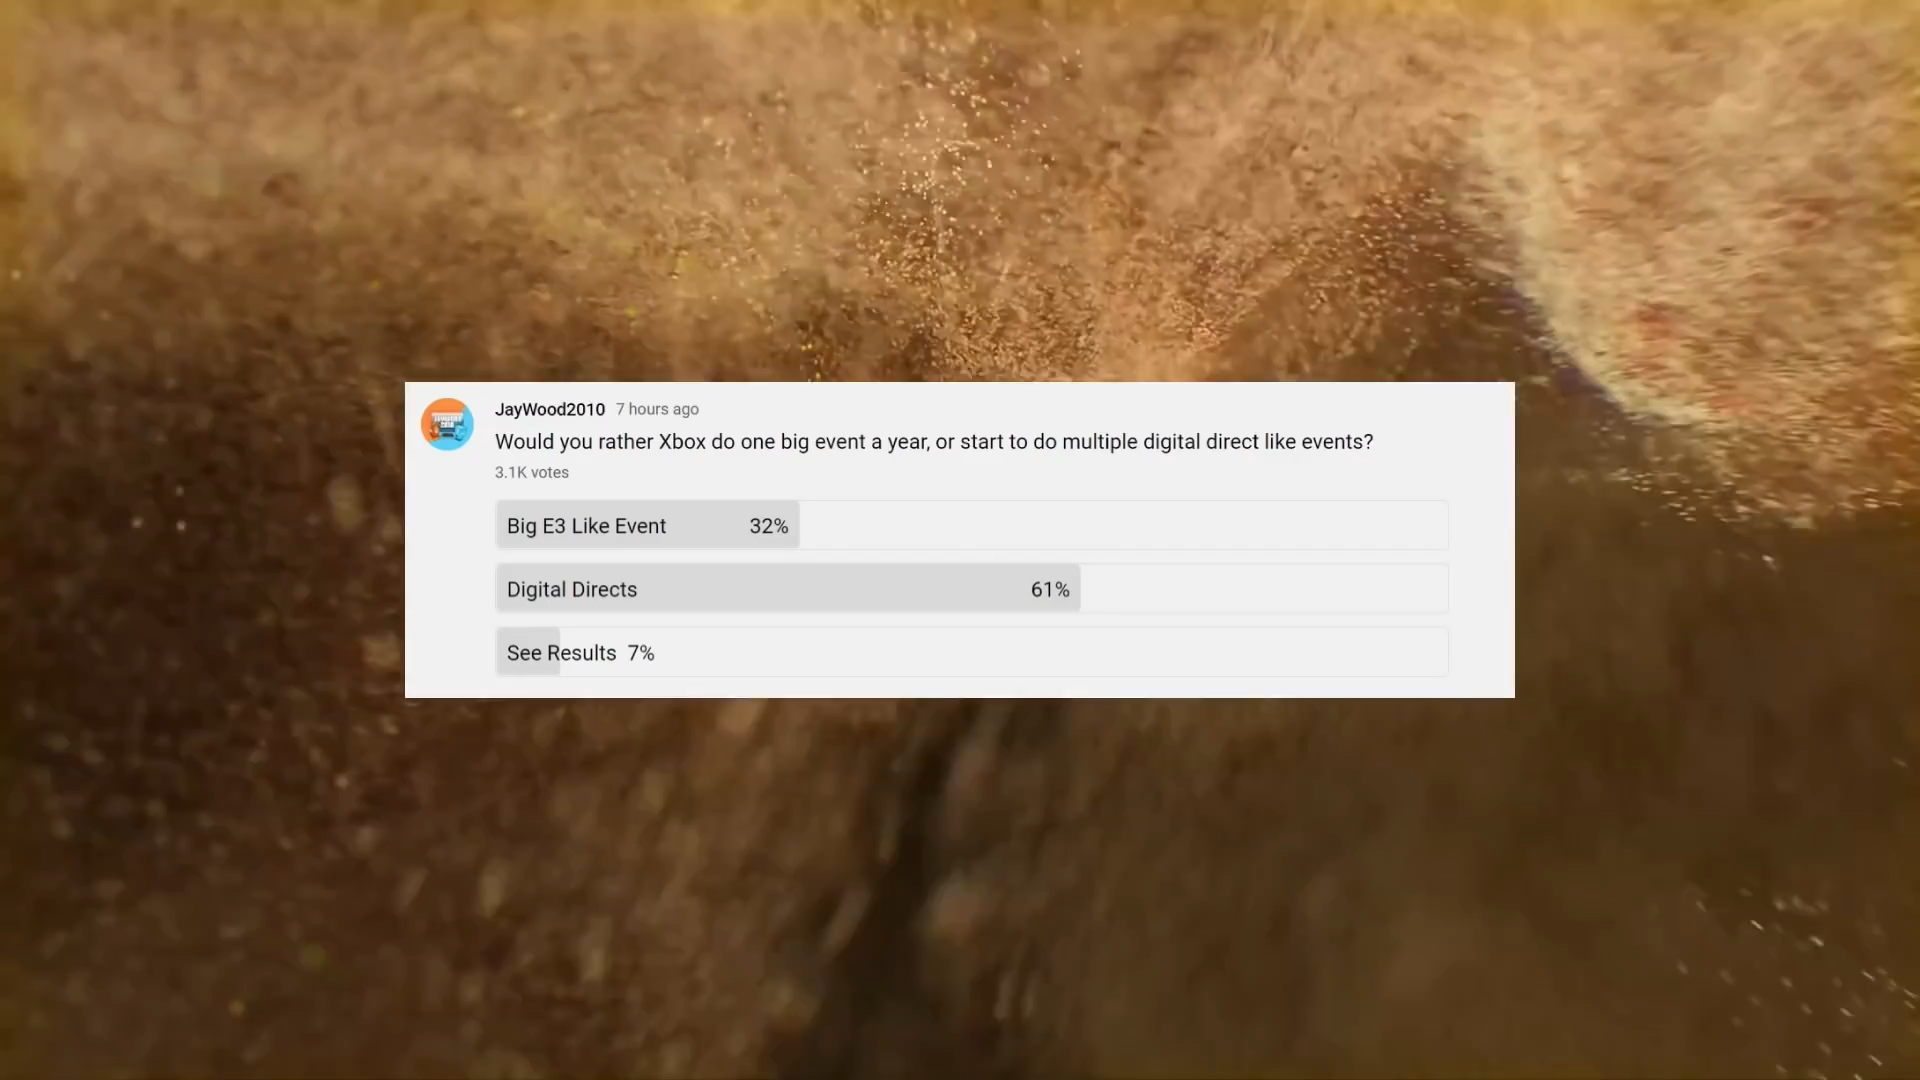 JayWood2010 7 hours ago
Would you rather Xbox do one big event a year, or start to do multiple digital direct like events?
3.1K votes
Big E3 Like Event 32%
Digital Directs 61%
See Results 7%